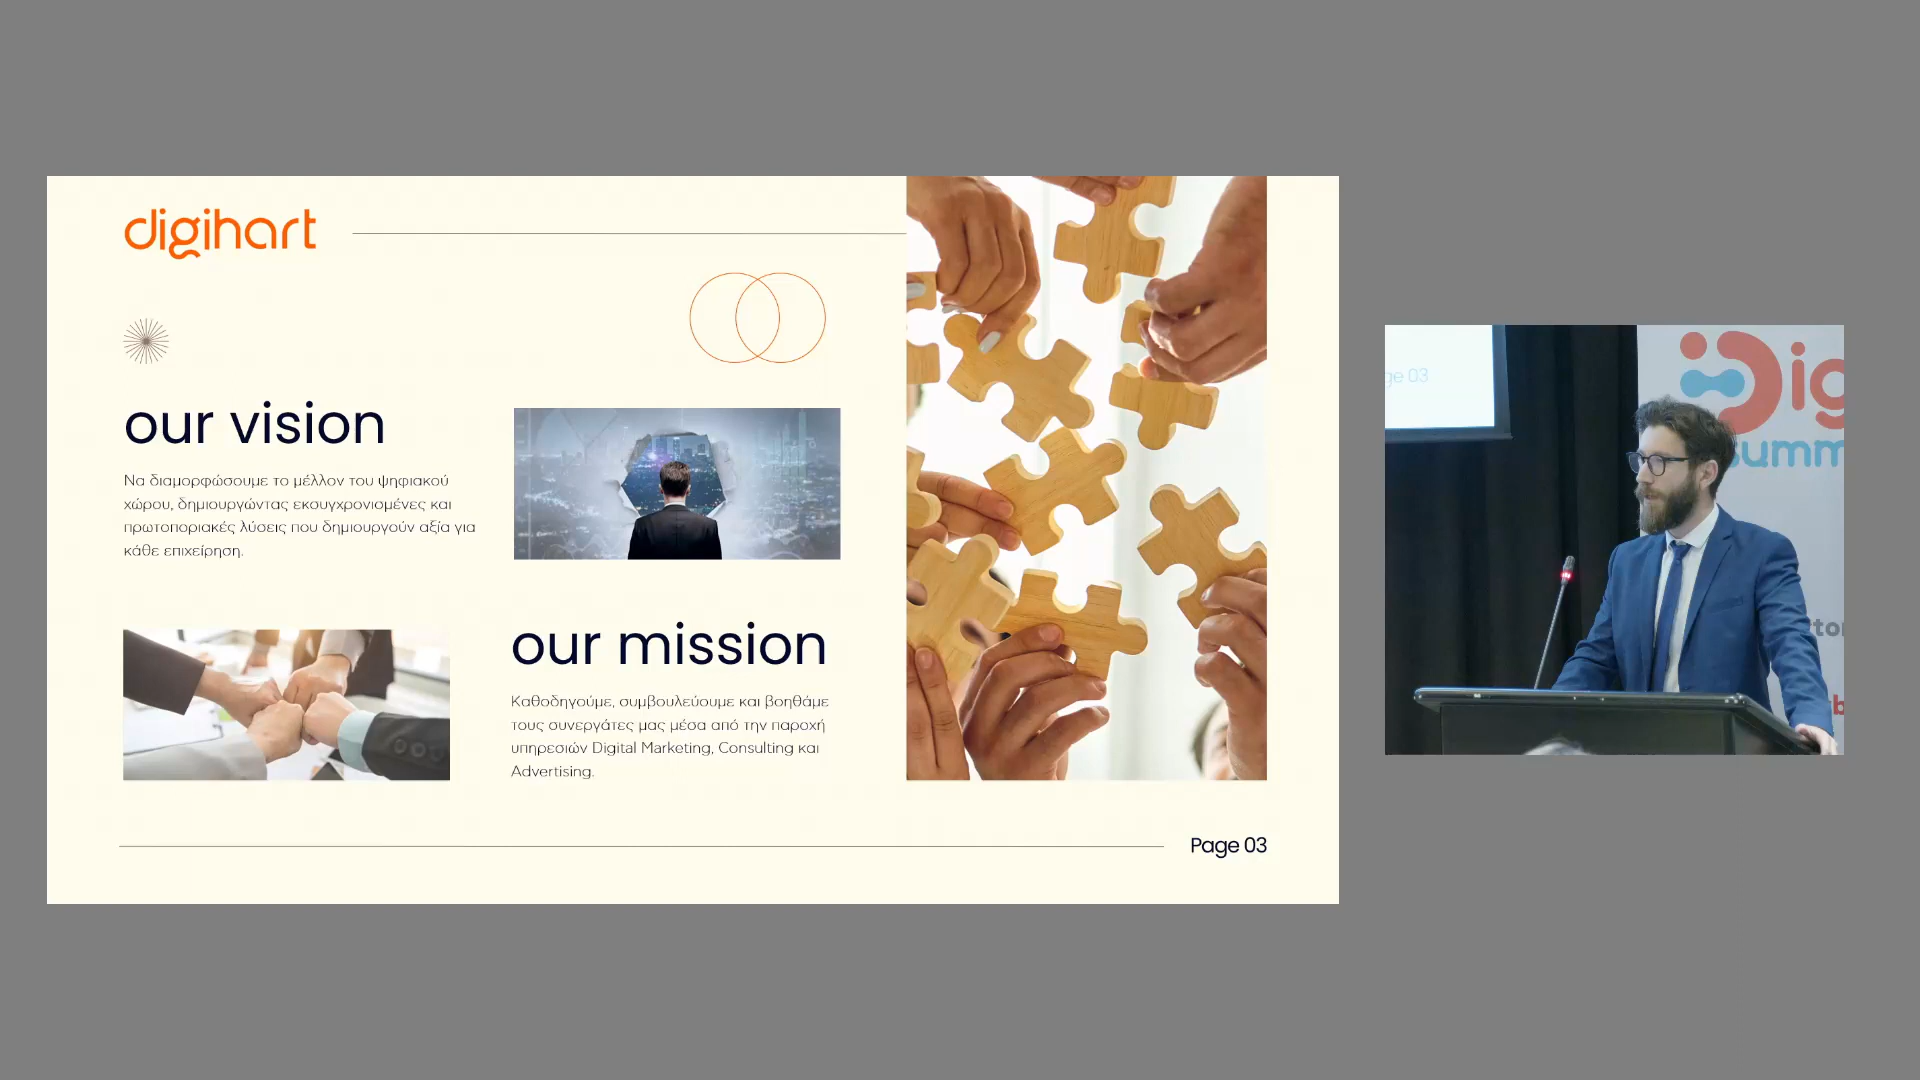 digihart
our vision
Να διαμορφώσουμε το μέλλον του ψηφιακού
χώρου, δημιουργώντας εκσυγχρονισμένες και
πρωτοποριακές λύσεις που δημιουργούν αξία για
κάθε επιχείρηση.
our mission
Καθοδηγούμε, συμβουλεύουμε και βοηθάμε
τους συνεργάτες μας μέσα από την παροχή
υπηρεσιών Digital Marketing, Consulting και
Advertising.
Page 03
ge 03
Dig
summ